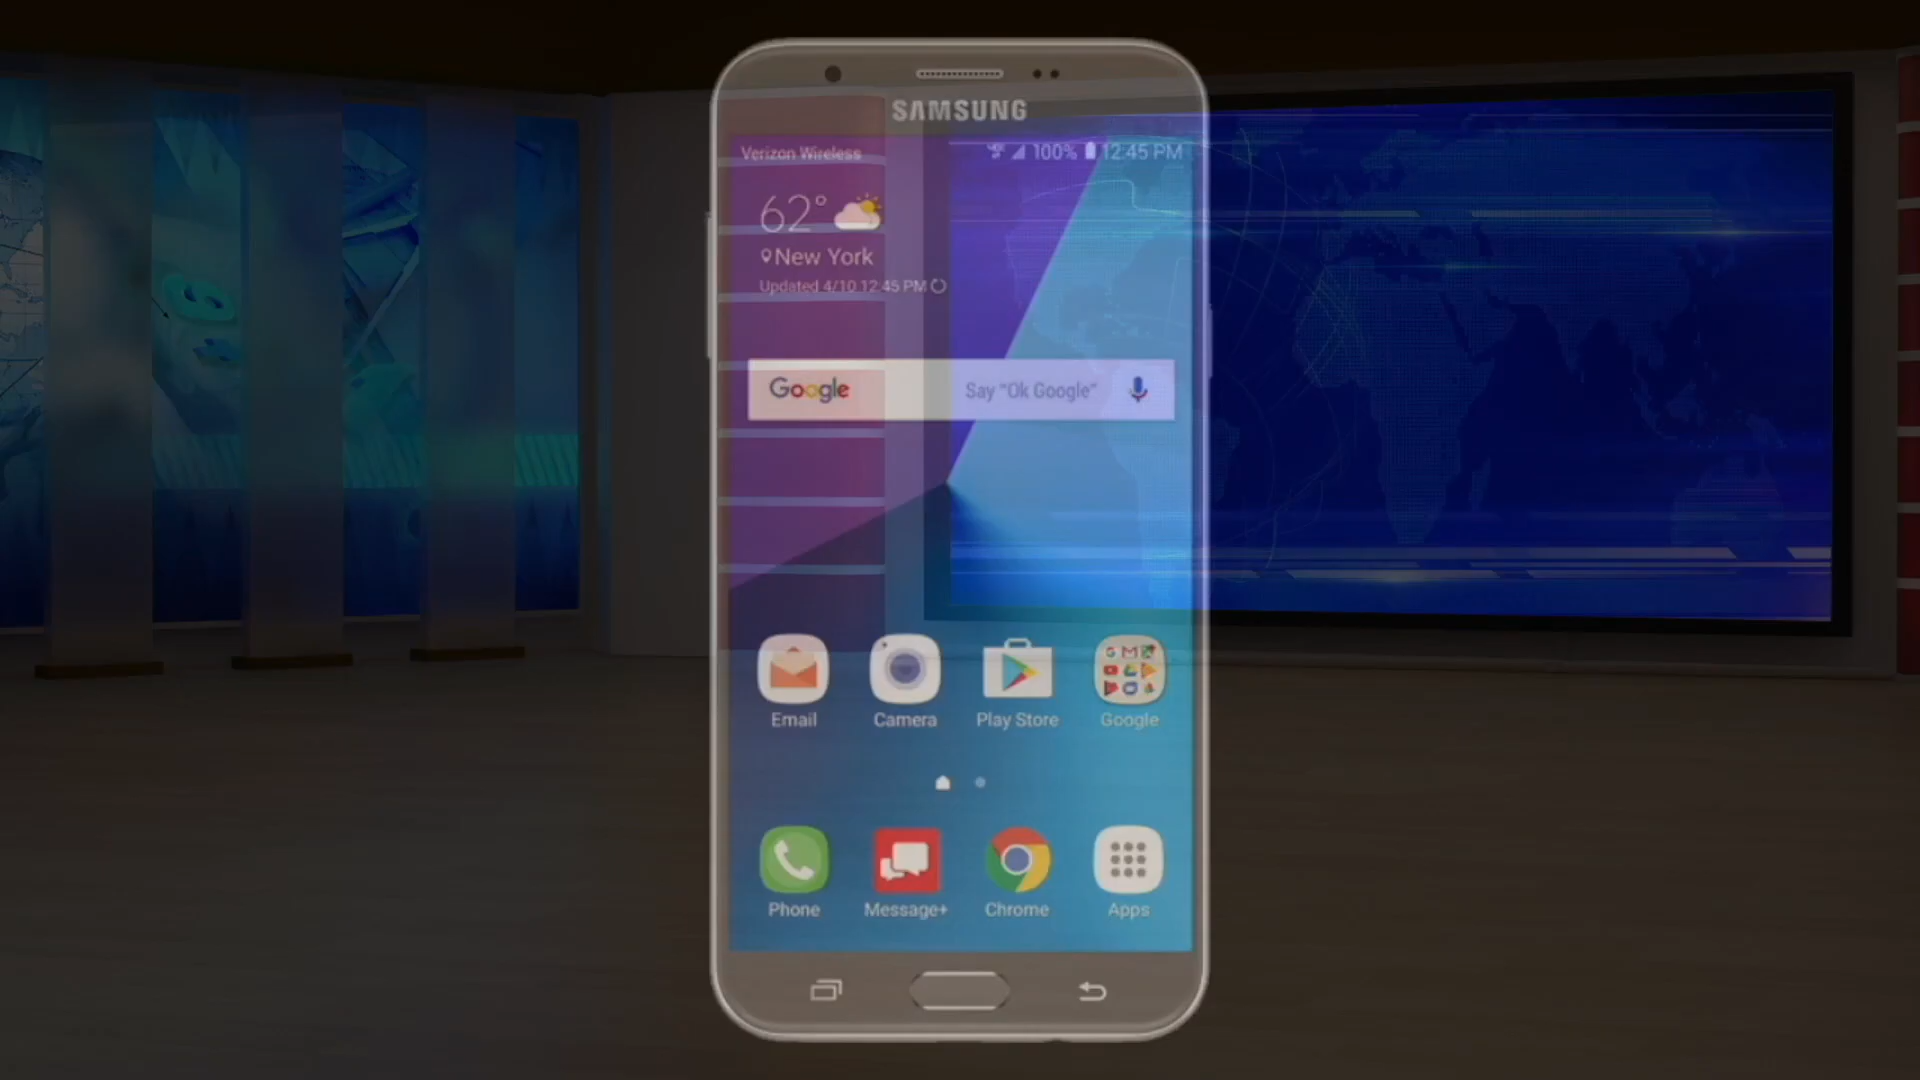 SAMSUNG
Verizon Wireless
100% 12:45 PM
62°
New York
Updated 4/10 12:45 PM
Google
Say "Ok Google"
Email
Camera
Play Store
Google
Phone
Message+
Chrome
Apps